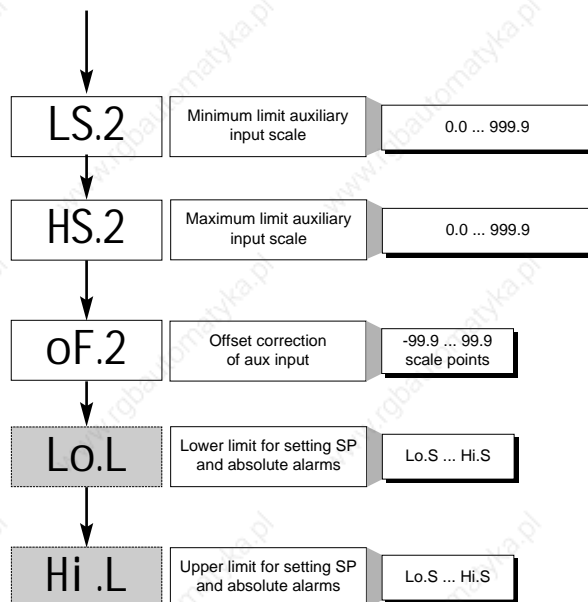 LS.2
Minimum limit auxiliary
input scale
0.0 ... 999.9
HS.2
Maximum limit auxiliary
input scale
0.0 ... 999.9
oF.2
Offset correction
of aux input
-99.9 ... 99.9
scale points
Lo.L
Lower limit for setting SP
and absolute alarms
Lo.S ... Hi.S
Hi .L
Upper limit for setting SP
and absolute alarms
Lo.S ... Hi.S
www.rgbautomatyka.pl